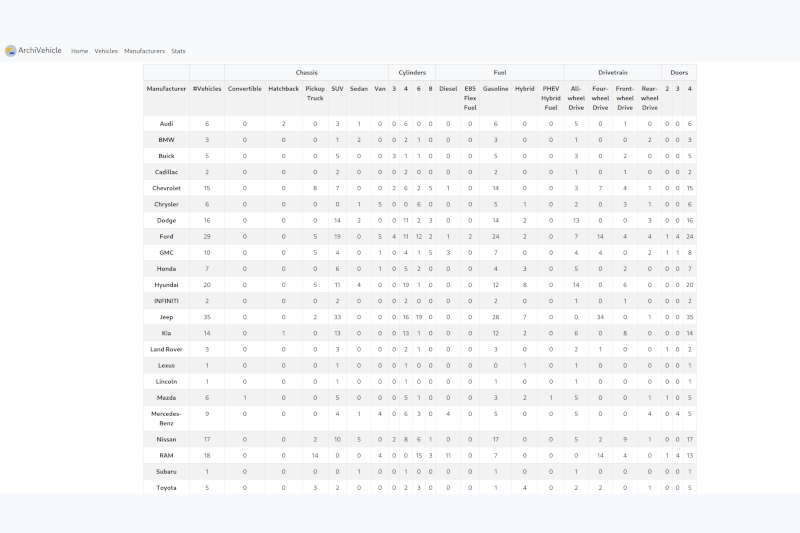 ArchiVehicle Home Vehicles Manufacturers Stats
Chassis Cylinders Fuel Drivetrain Doors
Manufacturer #Vehicles Convertible Hatchback Pickup Truck SUV Sedan Van 3 4 6 8 Diesel E85 Flex Fuel Gasoline Hybrid PHEV Hybrid Fuel All-wheel Drive Four-wheel Drive Front-wheel Drive Rear-wheel Drive 2 3 4
Audi 6 0 2 0 3 1 0 0 6 0 0 0 0 6 0 0 5 0 1 0 0 0 6
BMW 3 0 0 0 1 2 0 0 2 1 0 0 0 3 0 0 1 0 0 2 0 0 3
Buick 5 0 0 0 5 0 0 3 1 1 0 0 0 5 0 0 3 0 2 0 0 0 5
Cadillac 2 0 0 0 2 0 0 0 2 0 0 0 0 2 0 0 1 0 1 0 0 0 2
Chevrolet 15 0 0 8 7 0 0 2 6 2 5 1 0 14 0 0 3 7 4 1 0 0 15
Chrysler 6 0 0 0 0 1 5 0 0 6 0 0 0 5 1 0 2 0 3 1 0 0 6
Dodge 16 0 0 0 14 2 0 0 11 2 3 0 0 14 2 0 13 0 0 3 0 0 16
Ford 29 0 0 5 19 0 5 4 11 12 2 1 2 24 2 0 7 14 4 4 1 4 24
GMC 10 0 0 5 4 0 1 0 4 1 5 3 0 7 0 0 4 4 0 2 1 1 8
Honda 7 0 0 0 6 0 1 0 5 2 0 0 0 4 3 0 5 0 2 0 0 0 7
Hyundai 20 0 0 5 11 4 0 0 19 1 0 0 0 12 8 0 14 0 6 0 0 0 20
INFINITI 2 0 0 0 2 0 0 0 2 0 0 0 0 2 0 0 1 0 1 0 0 0 2
Jeep 35 0 0 2 33 0 0 0 16 19 0 0 0 28 7 0 0 34 0 1 0 0 35
Kia 14 0 1 0 13 0 0 0 13 1 0 0 0 12 2 0 6 0 8 0 0 0 14
Land Rover 3 0 0 0 3 0 0 0 2 1 0 0 0 3 0 0 2 1 0 0 1 0 2
Lexus 1 0 0 0 1 0 0 0 1 0 0 0 0 0 1 0 1 0 0 0 0 0 1
Lincoln 1 0 0 0 1 0 0 0 1 0 0 0 0 1 0 0 1 0 0 0 0 0 1
Mazda 6 1 0 0 5 0 0 0 5 1 0 0 0 3 2 1 5 0 0 1 1 0 5
Mercedes-Benz 9 0 0 0 4 1 4 0 6 3 0 4 0 5 0 0 5 0 0 4 0 4 5
Nissan 17 0 0 2 10 5 0 2 8 6 1 0 0 17 0 0 5 2 9 1 0 0 17
RAM 18 0 0 14 0 0 4 0 0 15 3 11 0 7 0 0 0 14 4 0 1 4 13
Subaru 1 0 0 0 0 1 0 0 1 0 0 0 0 1 0 0 1 0 0 0 0 0 1
Toyota 5 0 0 3 2 0 0 0 2 3 0 0 0 1 4 0 2 2 0 1 0 0 5